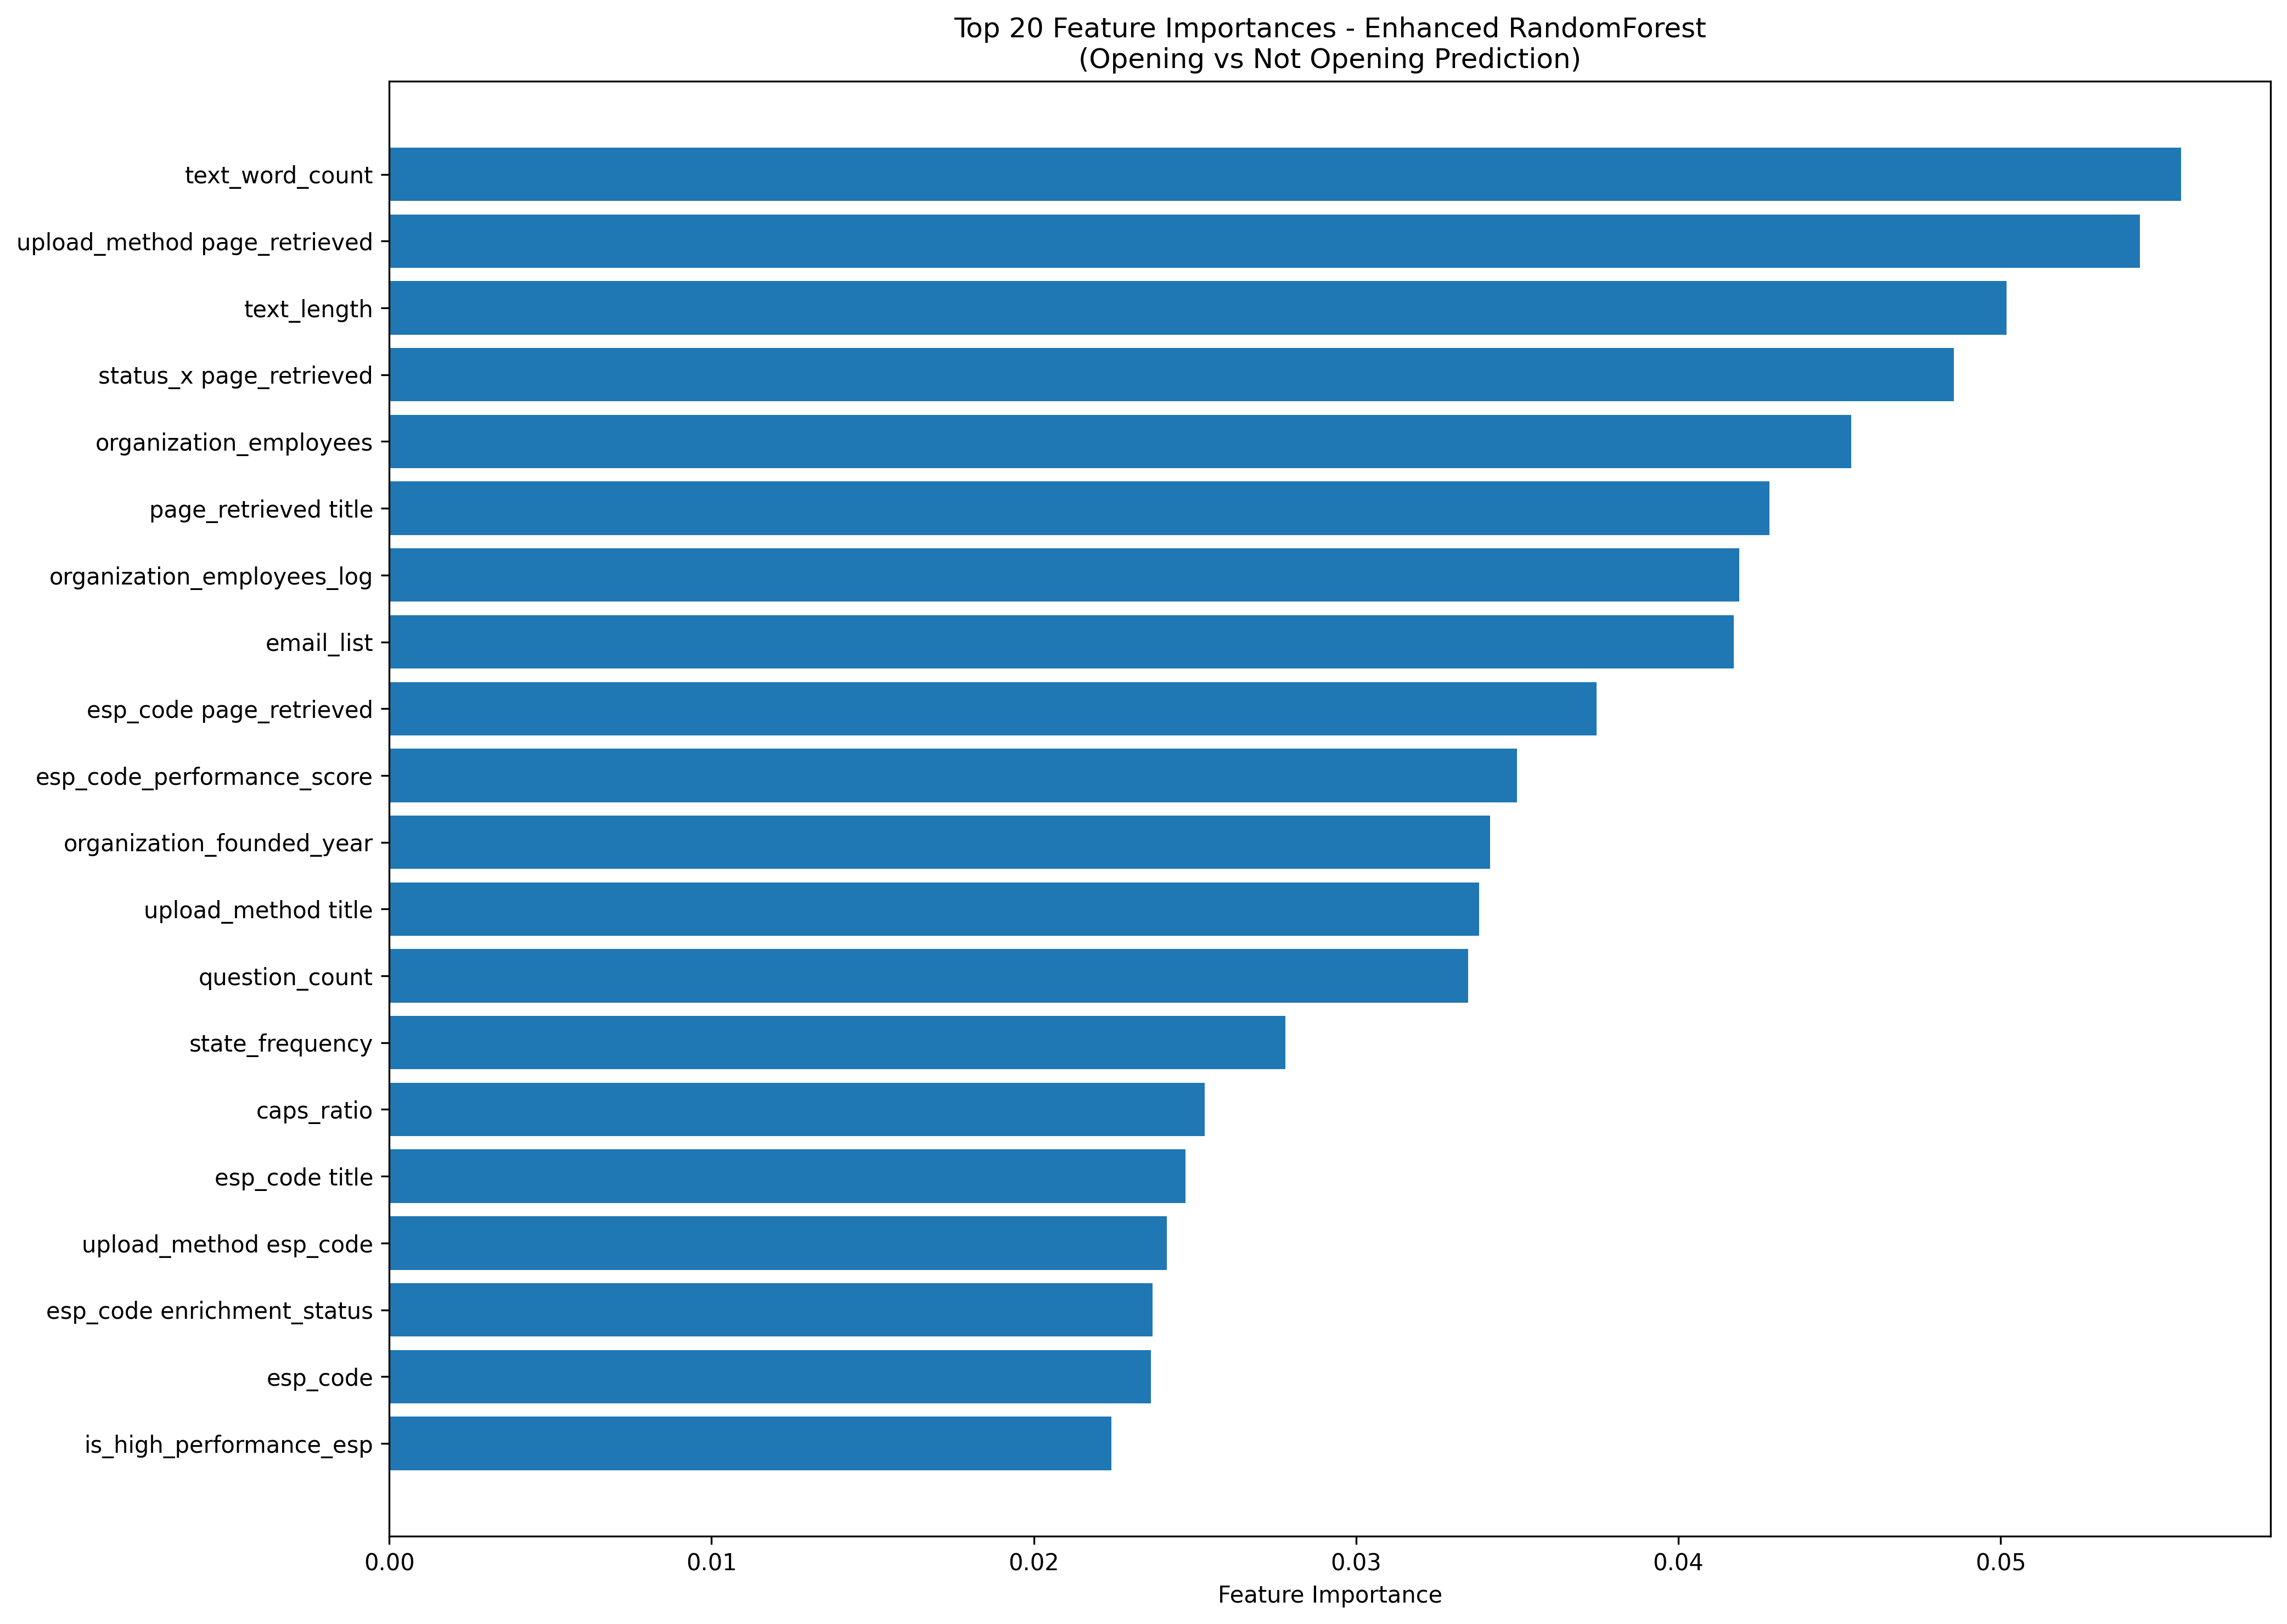 Top 20 Feature Importances - Enhanced RandomForest
(Opening vs Not Opening Prediction)
text_word_count
upload_method page_retrieved
text_length
status_x page_retrieved
organization_employees
page_retrieved title
organization_employees_log
email_list
esp_code page_retrieved
esp_code_performance_score
organization_founded_year
upload_method title
question_count
state_frequency
caps_ratio
esp_code title
upload_method esp_code
esp_code enrichment_status
esp_code
is_high_performance_esp
0.00 0.01 0.02 0.03 0.04 0.05
Feature Importance